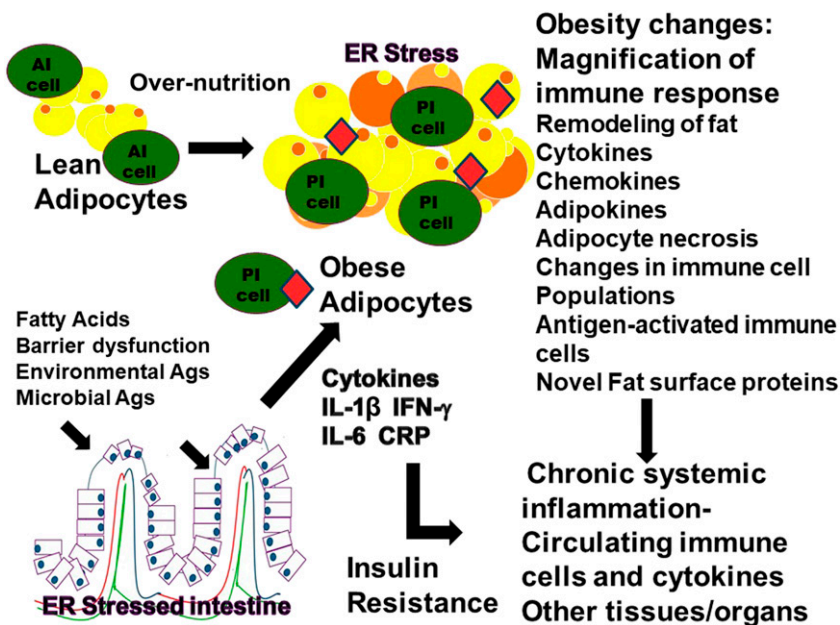 AI
cell
Over-nutrition
AI
cell
Lean
Adipocytes
ER Stress
PI
cell
PI
cell
PI
cell
PI
cell
Obese
Adipocytes
Fatty Acids
Barrier dysfunction
Environmental Ags
Microbial Ags
ER Stressed intestine
Cytokines
IL-1β IFN-γ
IL-6 CRP
Insulin
Resistance
Obesity changes:
Magnification of
immune response
Remodeling of fat
Cytokines
Chemokines
Adipokines
Adipocyte necrosis
Changes in immune cell
Populations
Antigen-activated immune
cells
Novel Fat surface proteins
Chronic systemic
inflammation-
Circulating immune
cells and cytokines
Other tissues/organs